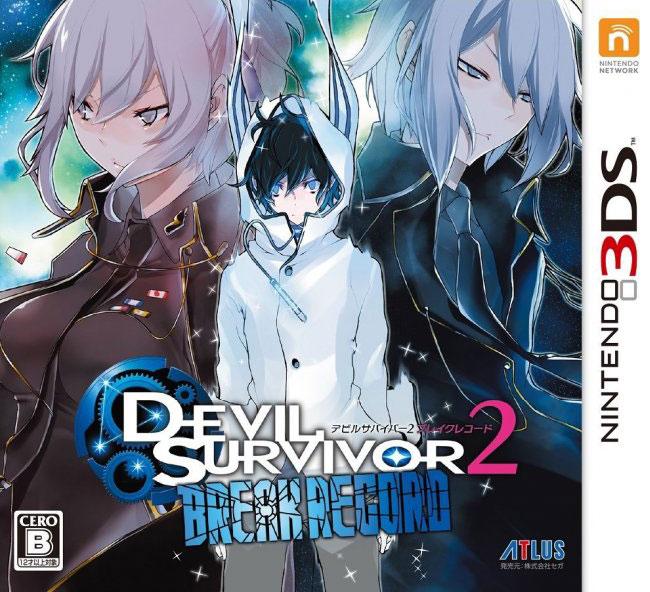 NINTENDO
NETWORK
NINTENDO 3DS™
DEVIL
デビルサバイバー2 ブレイクレコード
SURVIVOR 2
BREAK RECORD
CERO
B
12才以上対象
ATLUS
発売元：株式会社セガ